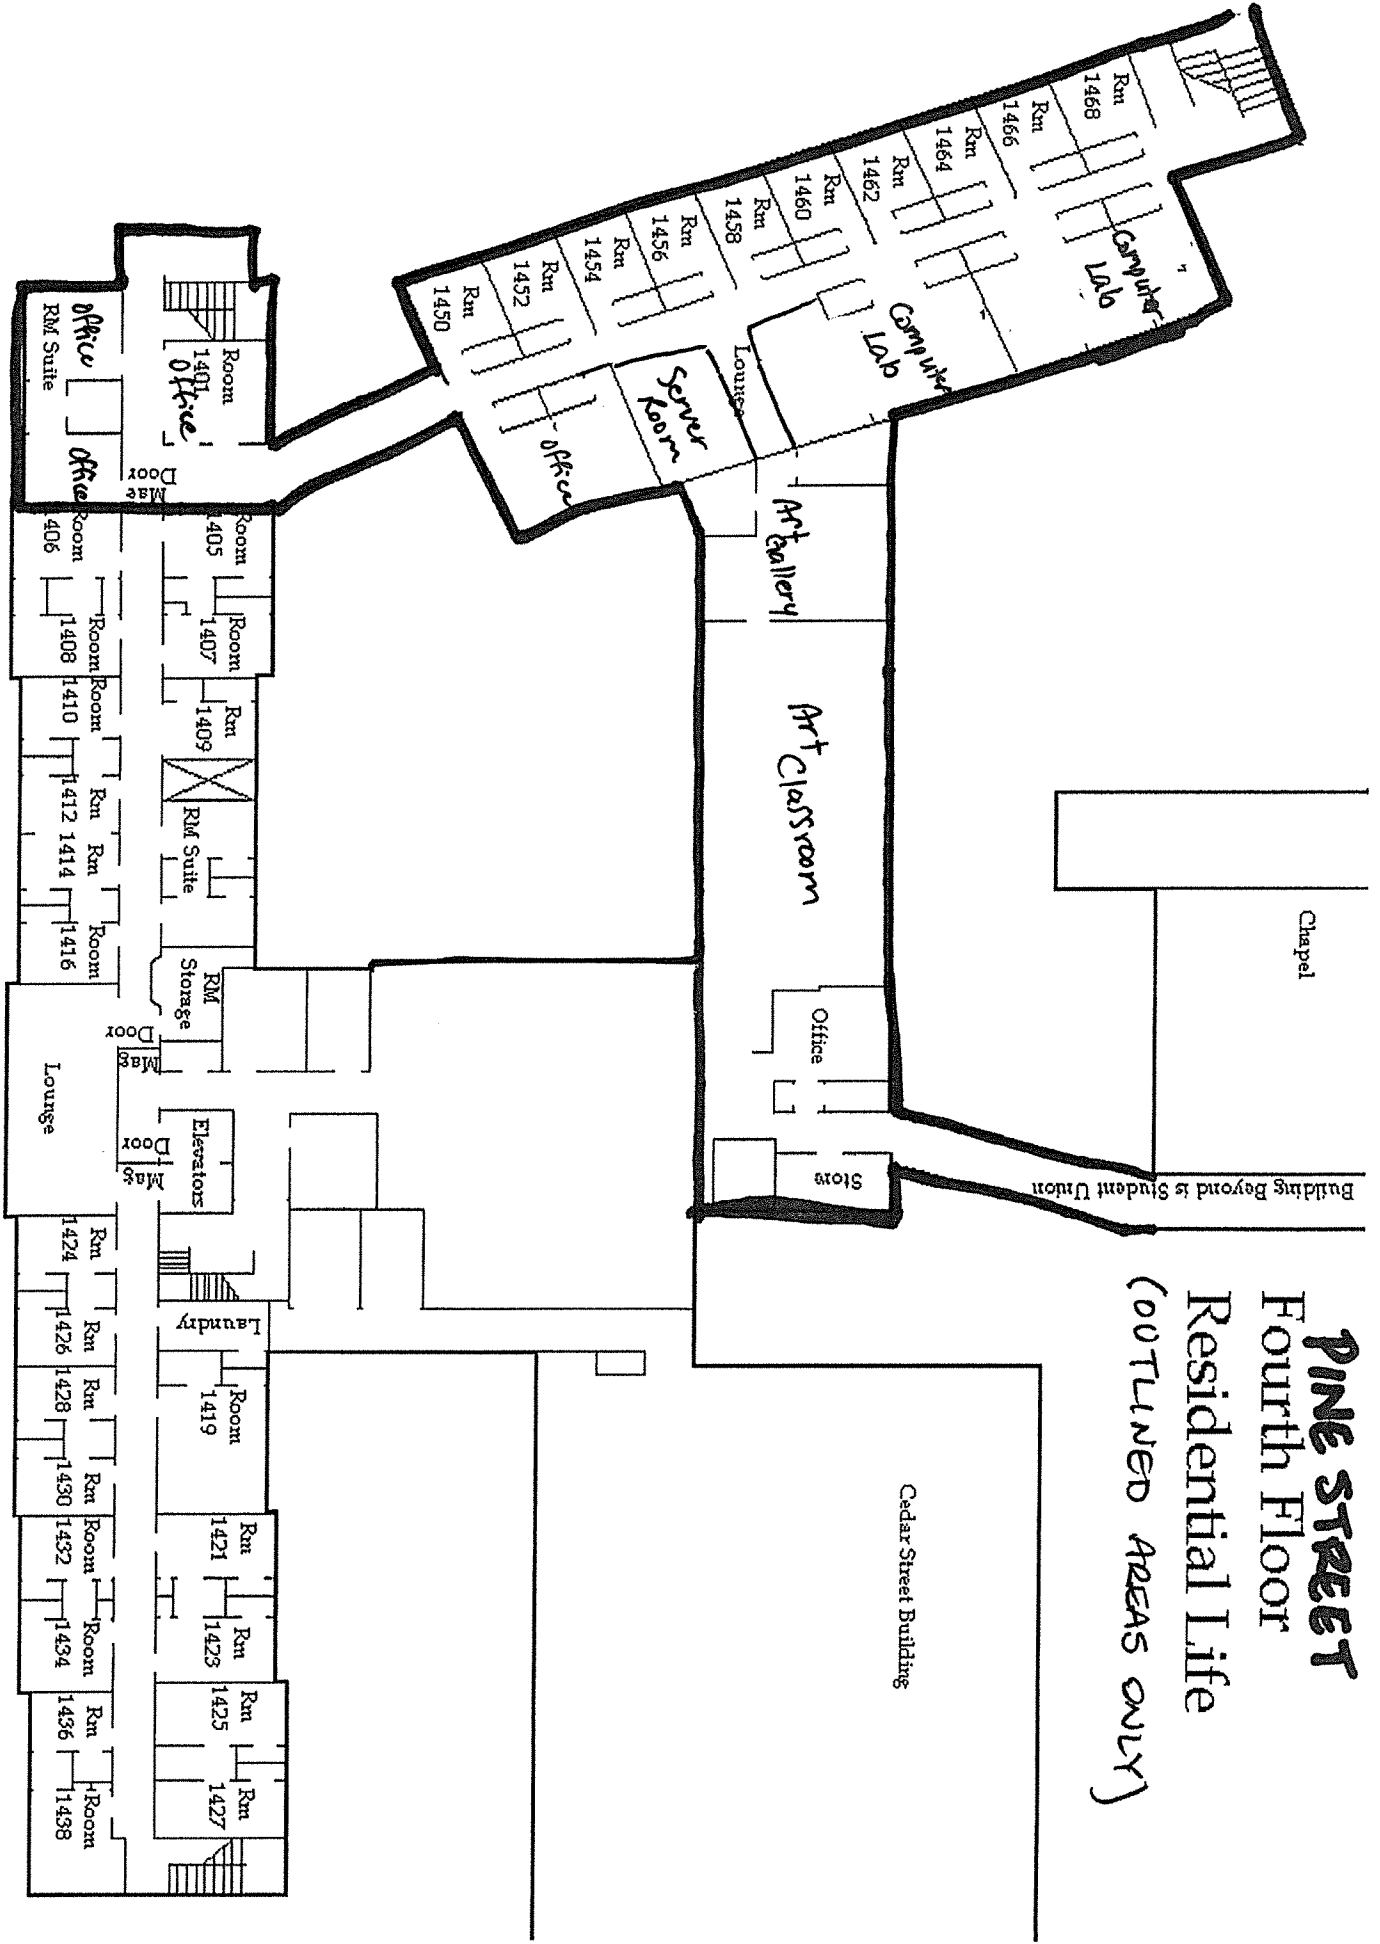 PINE STREET
Fourth Floor
Residential Life
(OUTLINED AREAS ONLY)
Chapel
Building Beyond is Student Union
Cedar Street Building
Rm
1468
Rm
1466
Rm
1464
Rm
1462
Rm
1460
Rm
1458
Rm
1456
Rm
1454
Rm
1452
Rm
1450
Computer
Lab
Computer
Lab
Lounge
Server
Room
office
Art
Gallery
Art
Classroom
Office
Store
Room
1401
Office
office
RM Suite
office
Mag
Door
Room
1405
Room
1407
Rm
1409
RM Suite
RM
Storage
Room
406
Room
1408
Room
1410
Rm
1412
Rm
1414
Room
1416
Mag
Door
Lounge
Elevators
Mag
Door
Laundry
Room
1419
Rm
1421
Rm
1423
Rm
1425
Rm
1427
Rm
1424
Rm
1426
Rm
1428
Rm
1430
Room
1432
Room
1434
Rm
1436
Room
1438